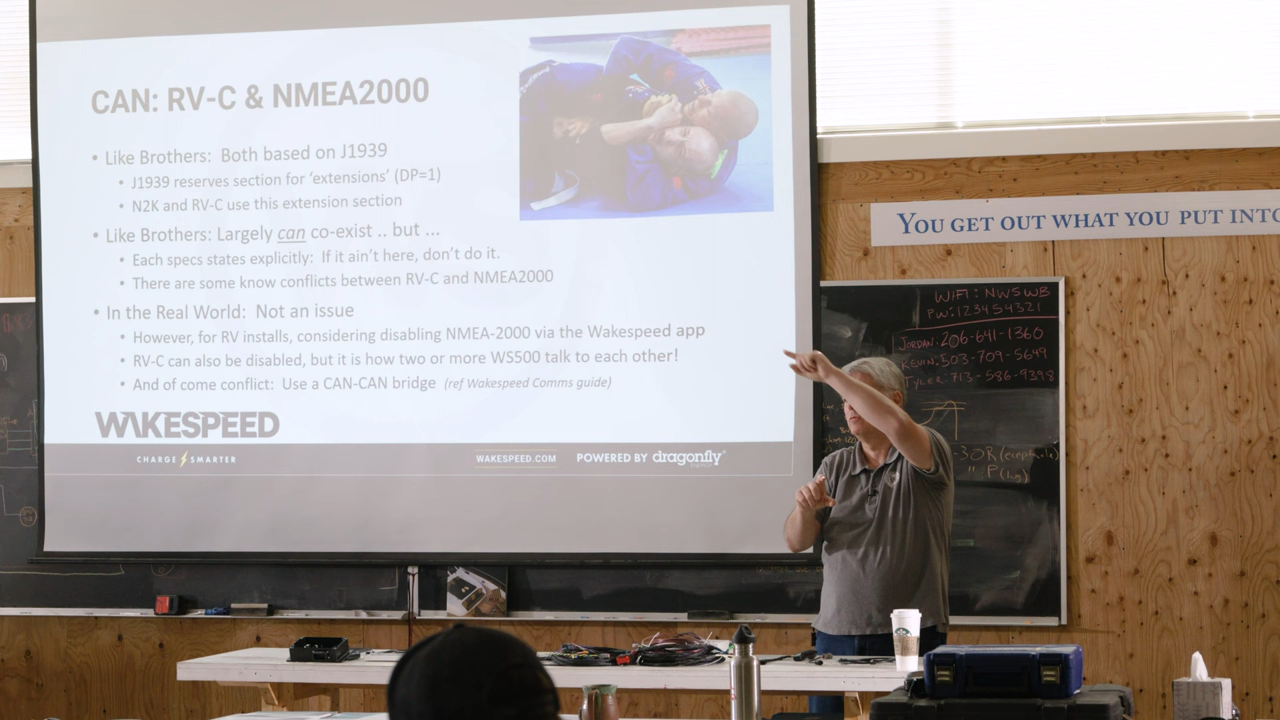 CAN: RV-C & NMEA2000
• Like Brothers: Both based on J1939
• J1939 reserves section for 'extensions' (DP=1)
• N2K and RV-C use this extension section
• Like Brothers: Largely can co-exist .. but ...
• Each specs states explicitly: If it ain't here, don't do it.
• There are some know conflicts between RV-C and NMEA2000
• In the Real World: Not an issue
• However, for RV installs, considering disabling NMEA-2000 via the Wakespeed app
• RV-C can also be disabled, but it is how two or more WS500 talk to each other!
• And of come conflict: Use a CAN-CAN bridge (ref Wakespeed Comms guide)
WAKESPEED
CHARGE SMARTER
WAKESPEED.COM
POWERED BY dragonfly
YOU GET OUT WHAT YOU PUT INTO
WIFI: NWSWB
PW: 123454321
JORDAN: 206-641-1360
KEVIN: 503-709-5649
TYLER: 713-586-9398
-30R (eceptacle)
" P(lug)